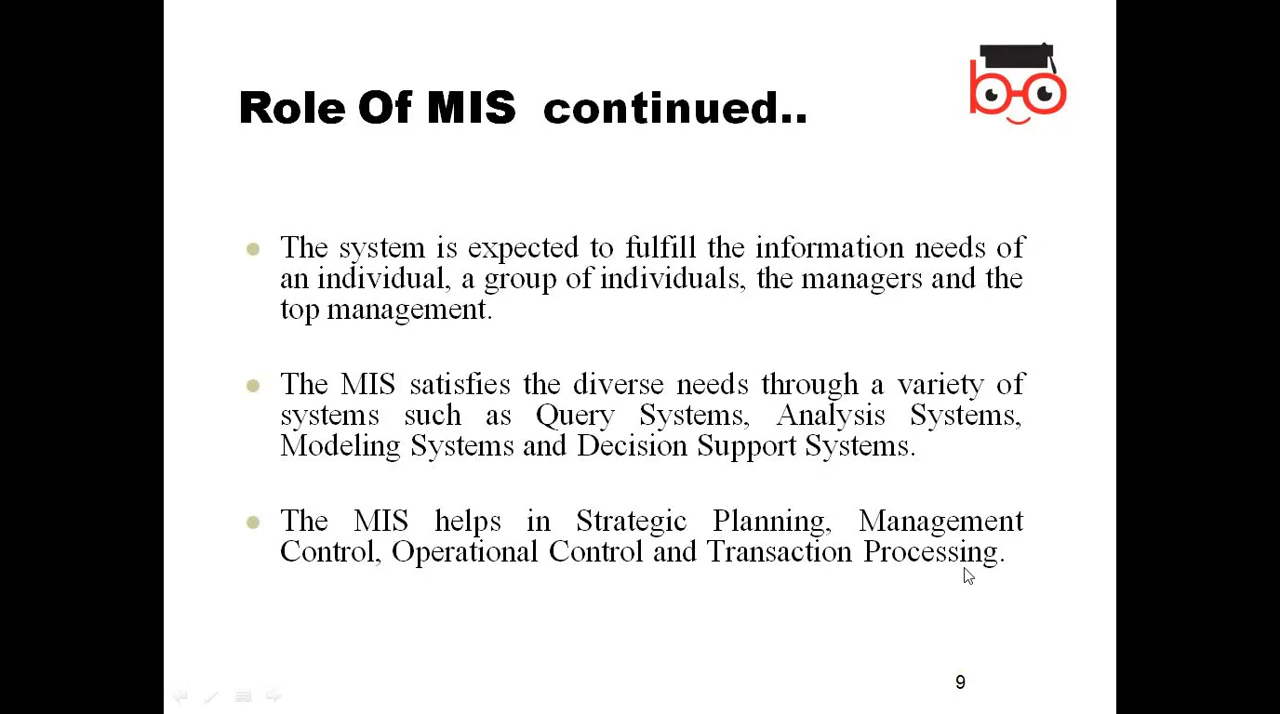 Role Of MIS continued..
The system is expected to fulfill the information needs of
an individual, a group of individuals, the managers and the
top management.
The MIS satisfies the diverse needs through a variety of
systems such as Query Systems, Analysis Systems,
Modeling Systems and Decision Support Systems.
The MIS helps in Strategic Planning, Management
Control, Operational Control and Transaction Processing.
9